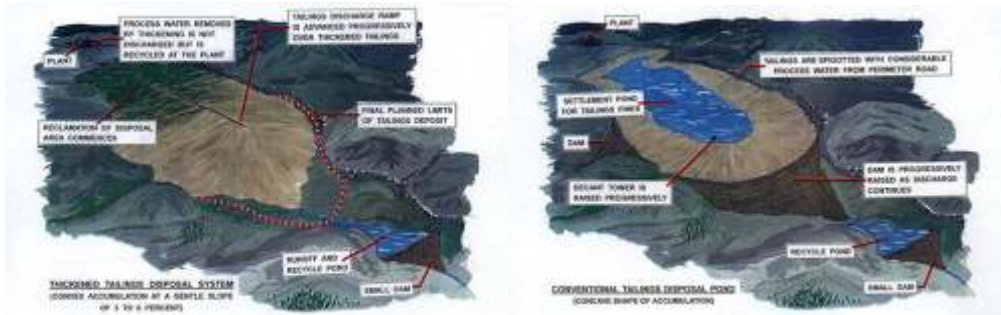 PROCESS WATER REMOVED
BY THICKENING IS NOT
DISCHARGED BUT IS
RECYCLED AT THE PLANT
TAILINGS DISCHARGE RAMP
IS ADVANCED PROGRESSIVELY
OVER THICKENED TAILINGS
PLANT
FINAL PLANNED LIMITS
OF TAILINGS DEPOSIT
RECLAMATION OF DISPOSAL
AREA COMMENCES
RUNOFF AND
RECYCLE POND
SMALL DAM
THICKENED TAILINGS DISPOSAL SYSTEM
(CONED ACCUMULATION AT A GENTLE SLOPE
OF 2 TO 6 PERCENT)
PLANT
TAILINGS ARE SPIGOTTED WITH CONSIDERABLE
PROCESS WATER FROM PERIMETER ROAD
SETTLEMENT POND
FOR TAILINGS FINES
DAM
DAM IS PROGRESSIVELY
RAISED AS DISCHARGE
CONTINUES
DECANT TOWER IS
RAISED PROGRESSIVELY
RECYCLE POND
SMALL DAM
CONVENTIONAL TAILINGS DISPOSAL POND
(CONCAVE SHAPE OF ACCUMULATION)